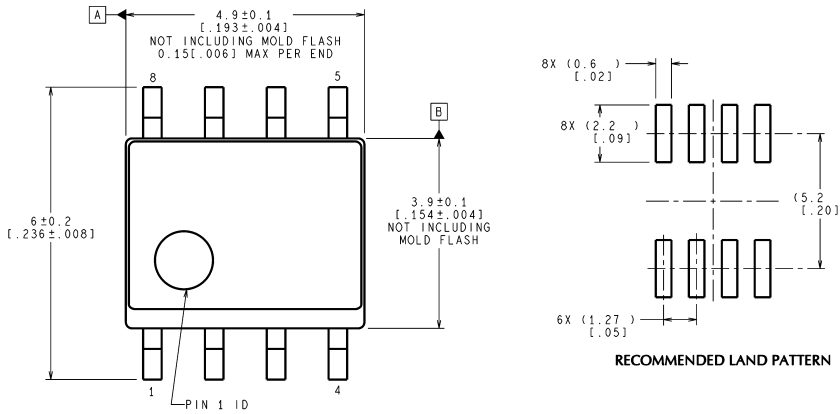 A
4.9±0.1
[.193±.004]
NOT INCLUDING MOLD FLASH
0.15[.006] MAX PER END
8
5
B
6±0.2
[.236±.008]
3.9±0.1
[.154±.004]
NOT INCLUDING
MOLD FLASH
1
4
PIN 1 ID
8X (0.6 )
[.02]
8X (2.2 )
[.09]
(5.2
[.20]
6X (1.27 )
[.05]
RECOMMENDED LAND PATTERN